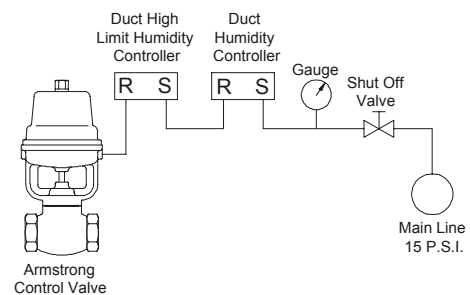 Duct High
Limit Humidity
Controller
Duct
Humidity
Controller
Gauge
Shut Off
Valve
R S
R S
Main Line
15 P.S.I.
Armstrong
Control Valve